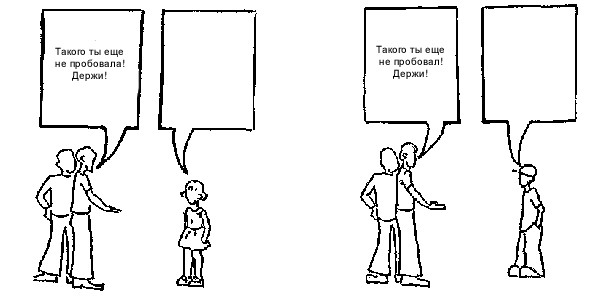 Такого ты еще
не пробовала!
Держи!
Такого ты еще
не пробовал!
Держи!